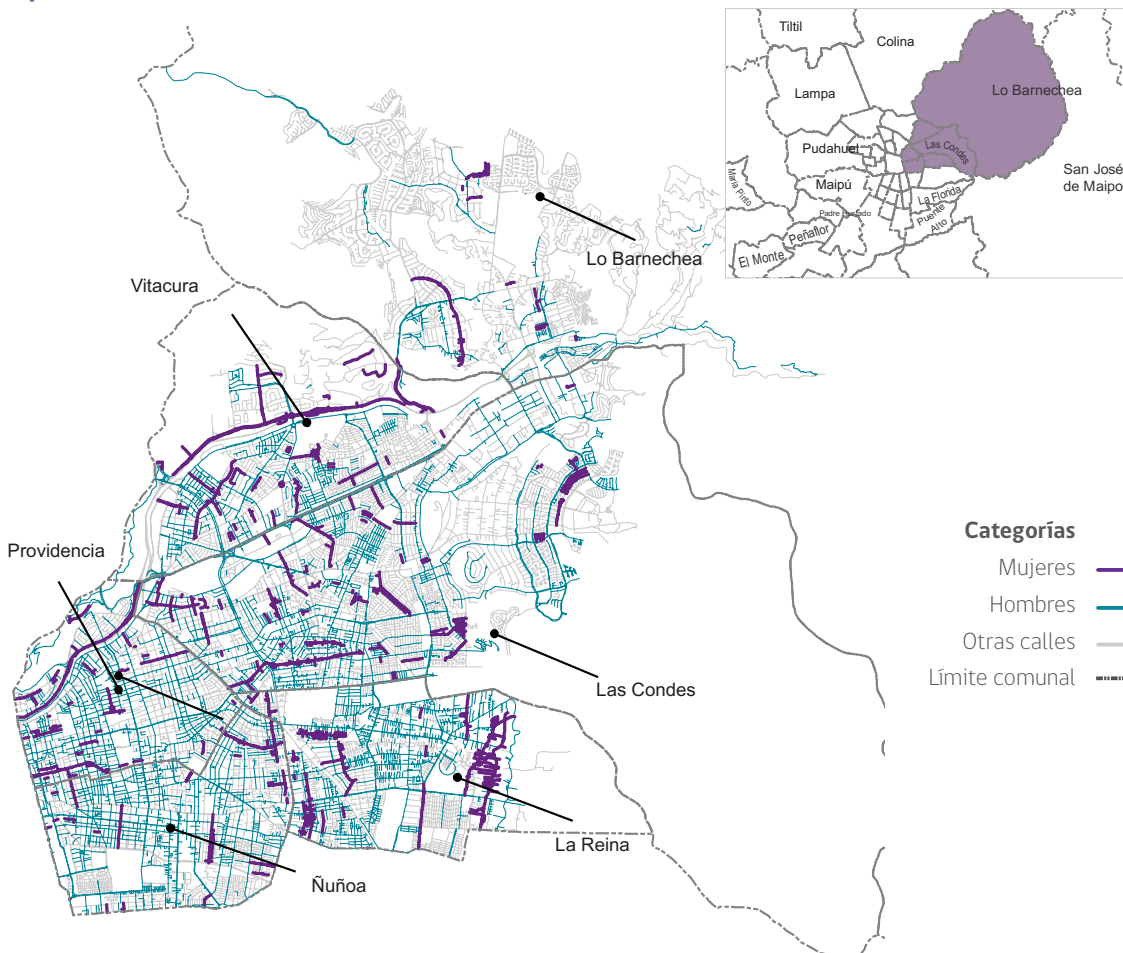 Tiltil
Colina
Lampa
Lo Barnechea
Pudahuel
Las Condes
San José
de Maipo
María Pinto
Maipú
La Florida
Padre Hurtado
Puente
Alto
Peñaflor
El Monte
Lo Barnechea
Vitacura
Providencia
Las Condes
La Reina
Ñuñoa
Categorías
Mujeres
Hombres
Otras calles
Límite comunal